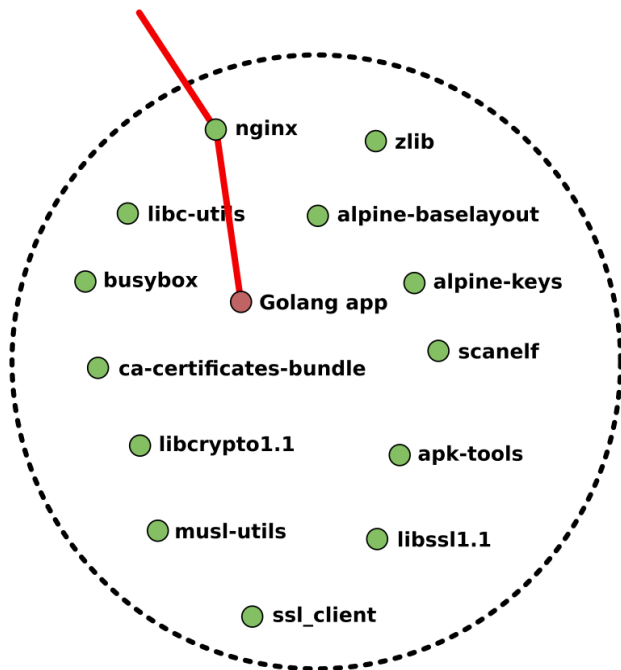 nginx
zlib
libc-utils
alpine-baselayout
busybox
alpine-keys
Golang app
scanelf
ca-certificates-bundle
libcrypto1.1
apk-tools
musl-utils
libssl1.1
ssl_client